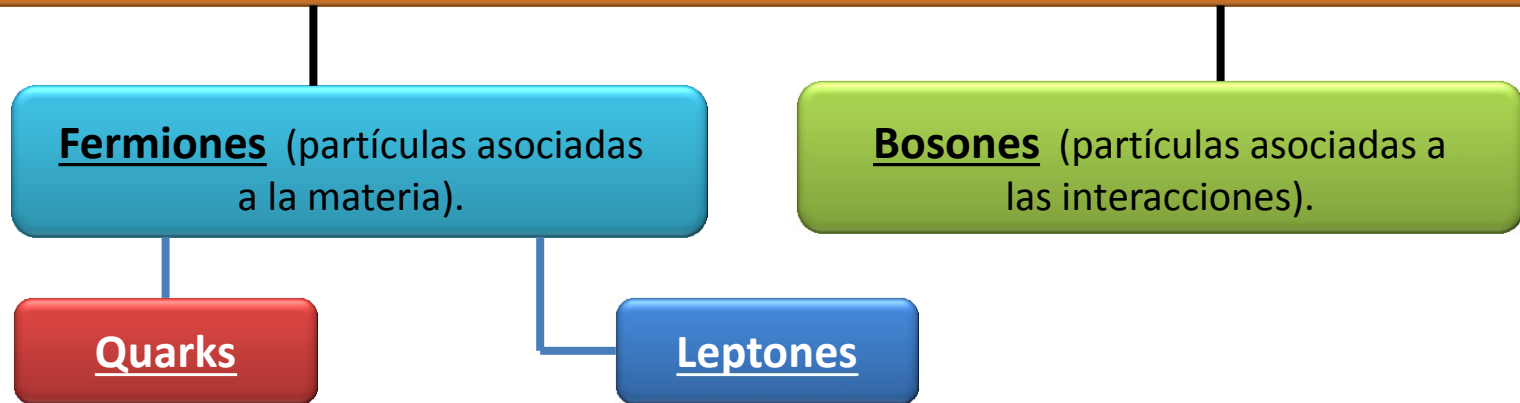 Fermiones (partículas asociadas
a la materia).
Bosones (partículas asociadas a
las interacciones).
Quarks
Leptones